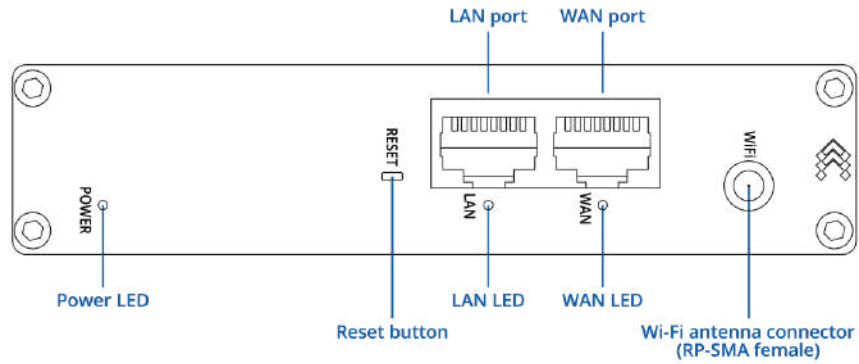 LAN port
WAN port
RESET
WiFi
POWER
LAN
WAN
Power LED
LAN LED
WAN LED
Reset button
Wi-Fi antenna connector
(RP-SMA female)